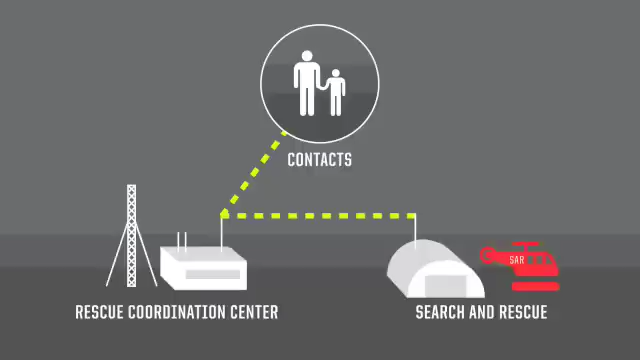 CONTACTS
SAR
RESCUE COORDINATION CENTER
SEARCH AND RESCUE